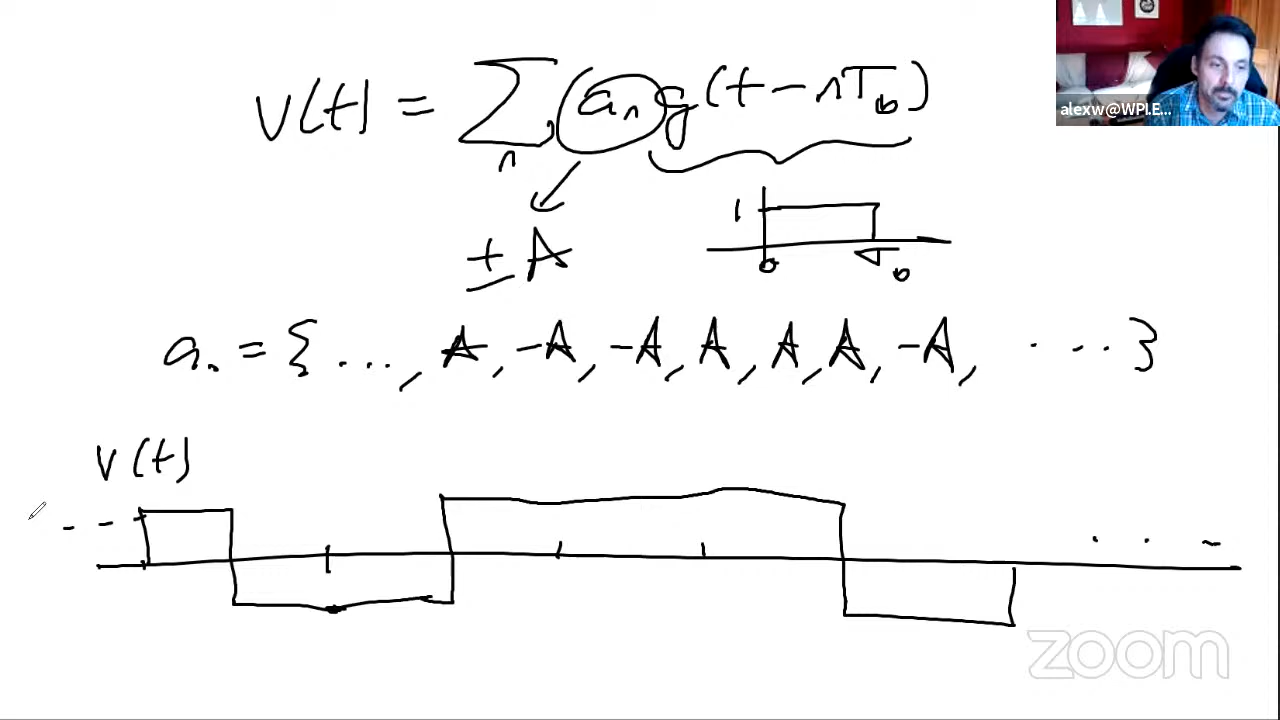 alexw@WPI.E...
v(t) = ∑ₙ aₙ g(t - nT_b)
± A
1
0 T_b
aₙ = {..., A, -A, -A, A, A, A, -A, ...}
v(t)
zoom